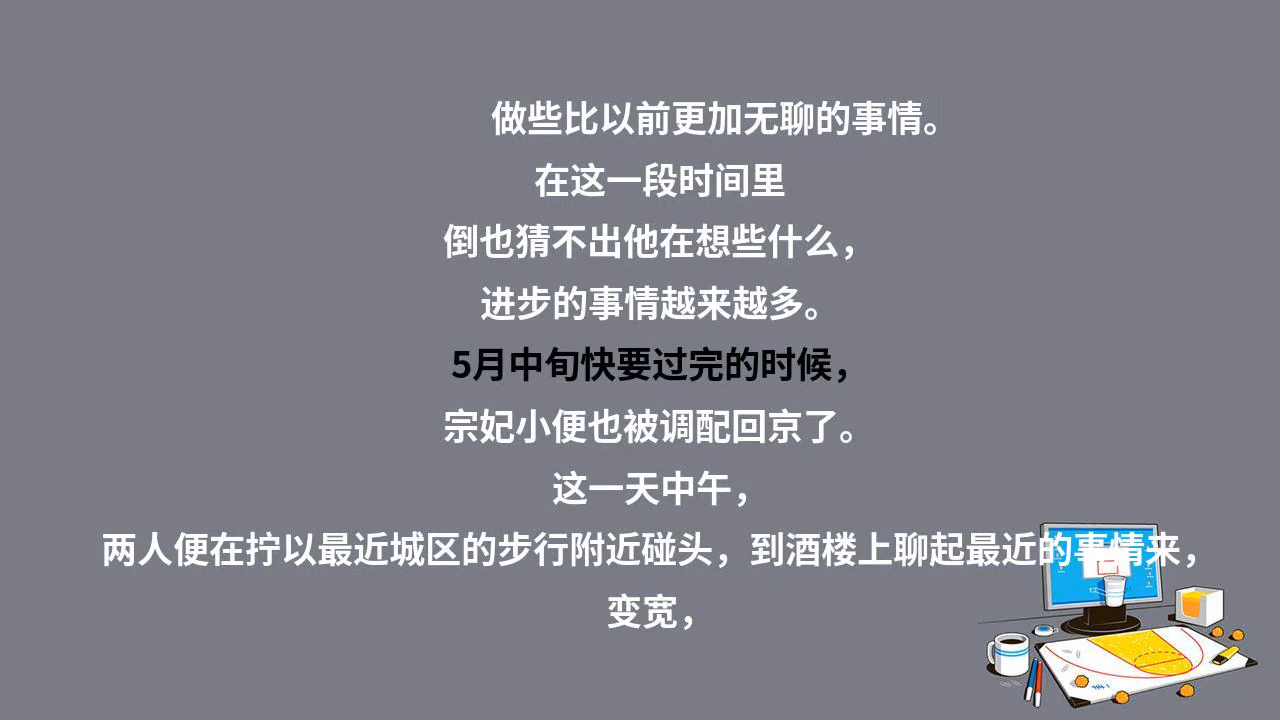 做些比以前更加无聊的事情。
在这一段时间里
倒也猜不出他在想些什么，
进步的事情越来越多。
5月中旬快要过完的时候，
宗妃小便也被调配回京了。
这一天中午，
两人便在拧以最近城区的步行附近碰头，到酒楼上聊起最近的事情来，
变宽，